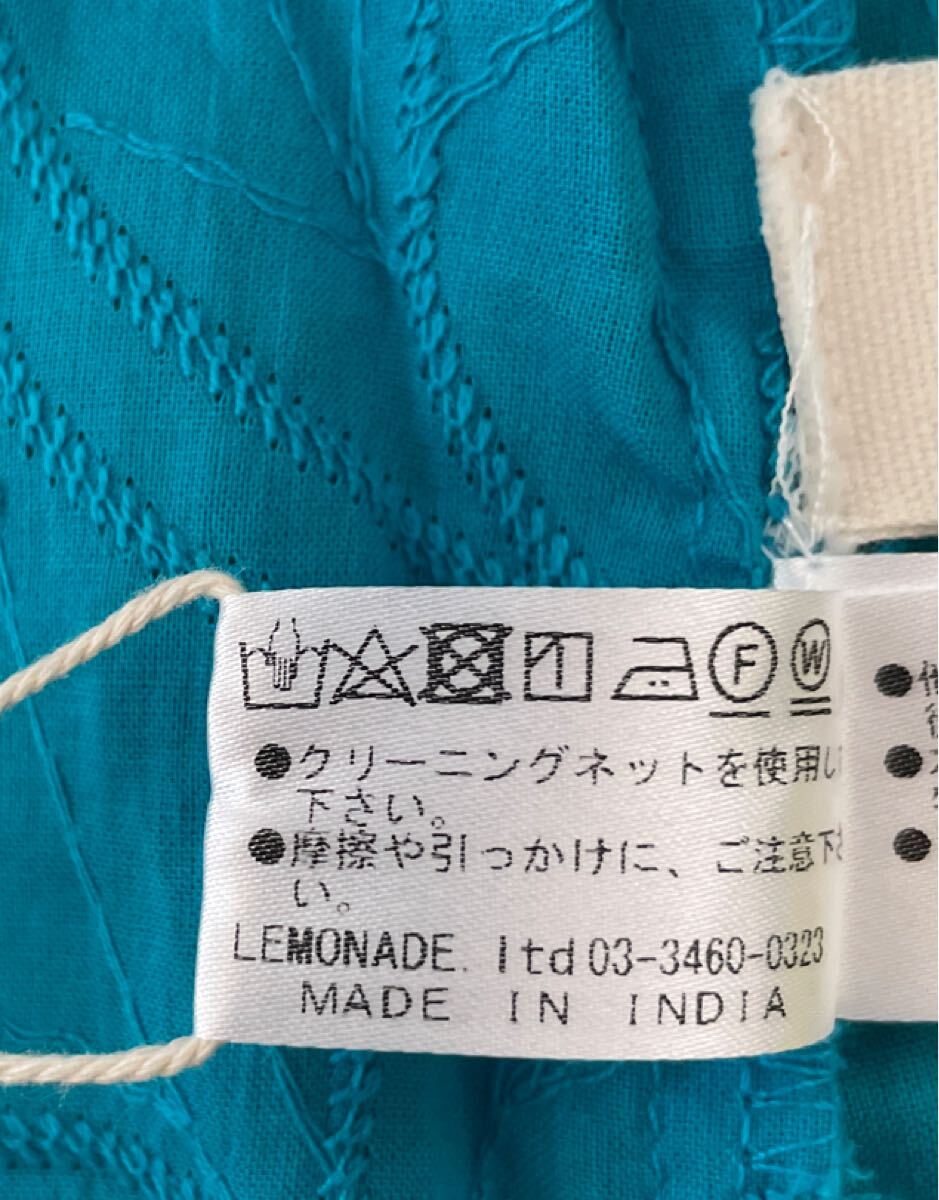 F W
●クリーニングネットを使用し
下さい。
●摩擦や引っかけに、ご注意下さ
い。
LEMONADE. ltd 03-3460-0323
MADE IN INDIA